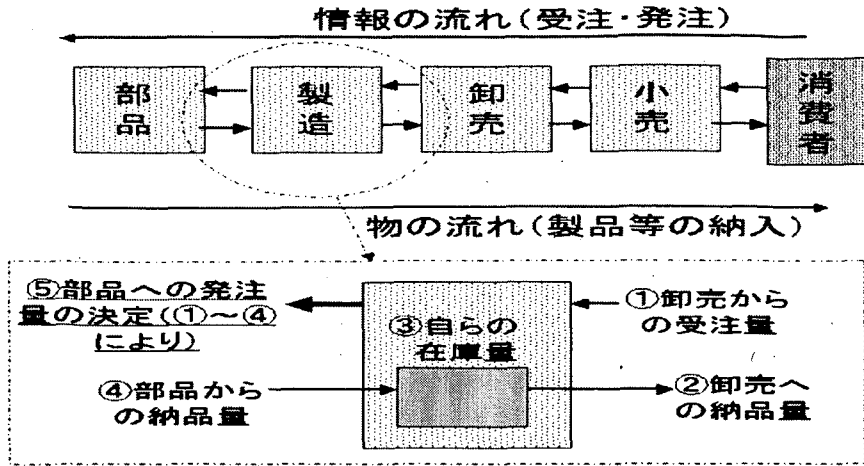 情報の流れ(受注・発注)
部品
製造
卸売
小売
消費者
物の流れ(製品等の納入)
⑤部品への発注
量の決定(①～④
により)
③自らの
在庫量
①卸売から
の受注量
④部品から
の納品量
②卸売へ
の納品量